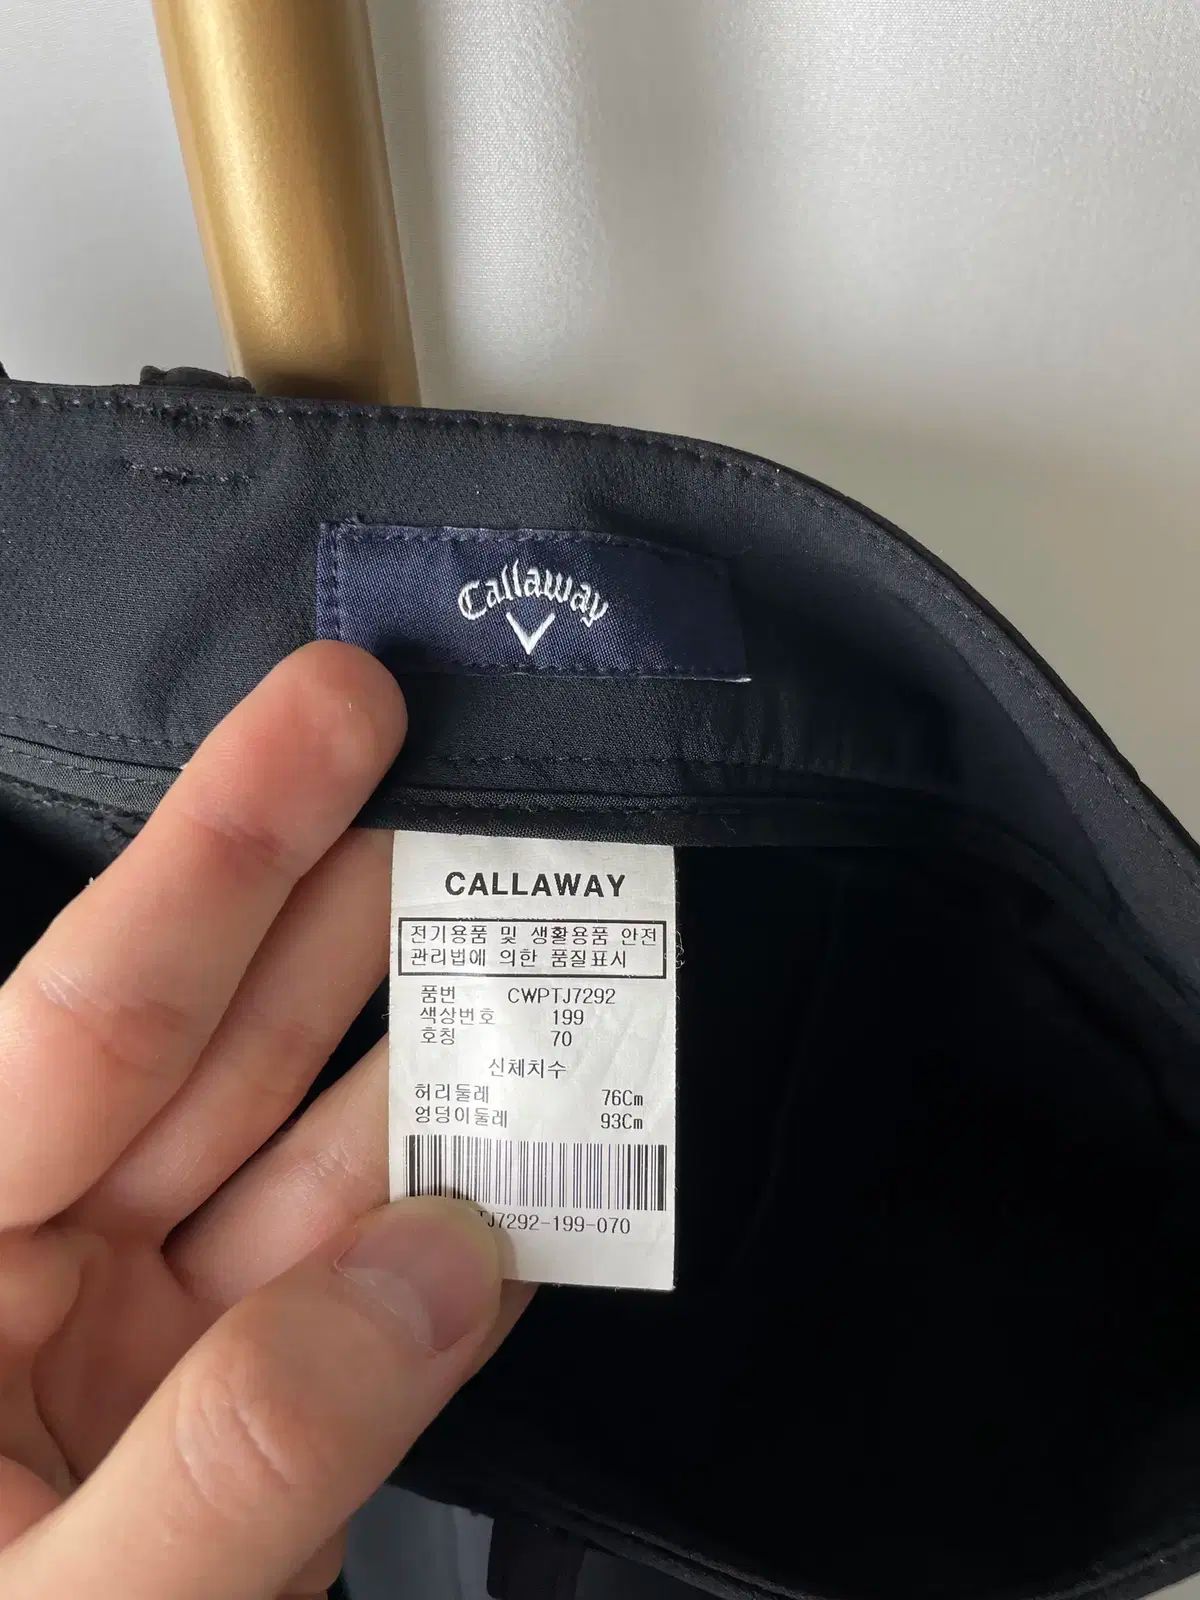 Callaway
CALLAWAY
전기용품 및 생활용품 안전
관리법에 의한 품질표시
품번 CWPTJ7292
색상번호 199
호칭 70
신체치수
허리둘레 76Cm
엉덩이둘레 93Cm
TJ7292-199-070